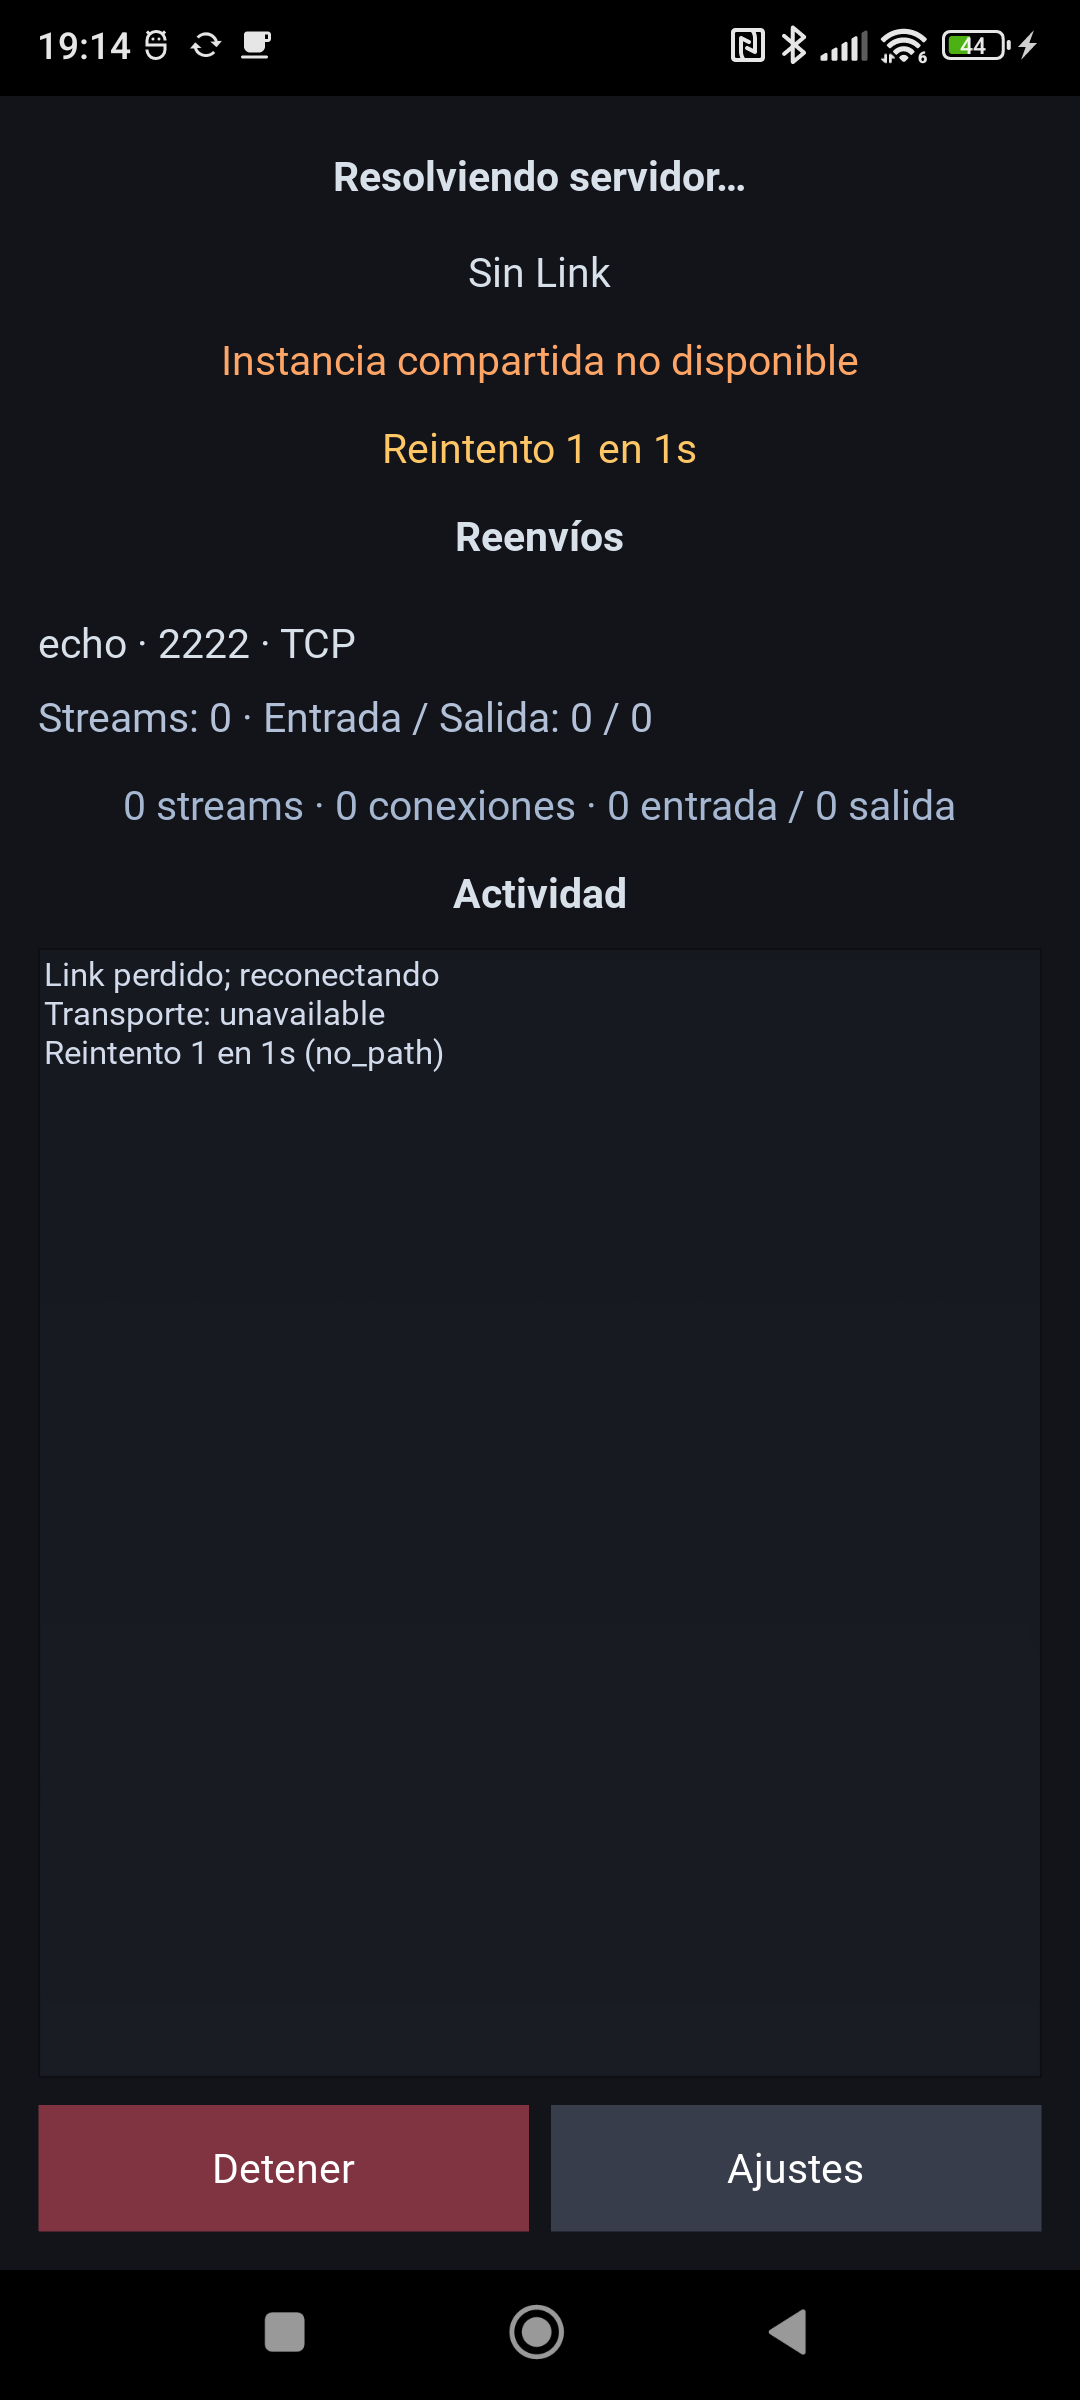 19:14
6
44
Resolviendo servidor...
Sin Link
Instancia compartida no disponible
Reintento 1 en 1s
Reenvíos
echo · 2222 · TCP
Streams: 0 · Entrada / Salida: 0 / 0
0 streams · 0 conexiones · 0 entrada / 0 salida
Actividad
Link perdido; reconectando
Transporte: unavailable
Reintento 1 en 1s (no_path)
Detener
Ajustes